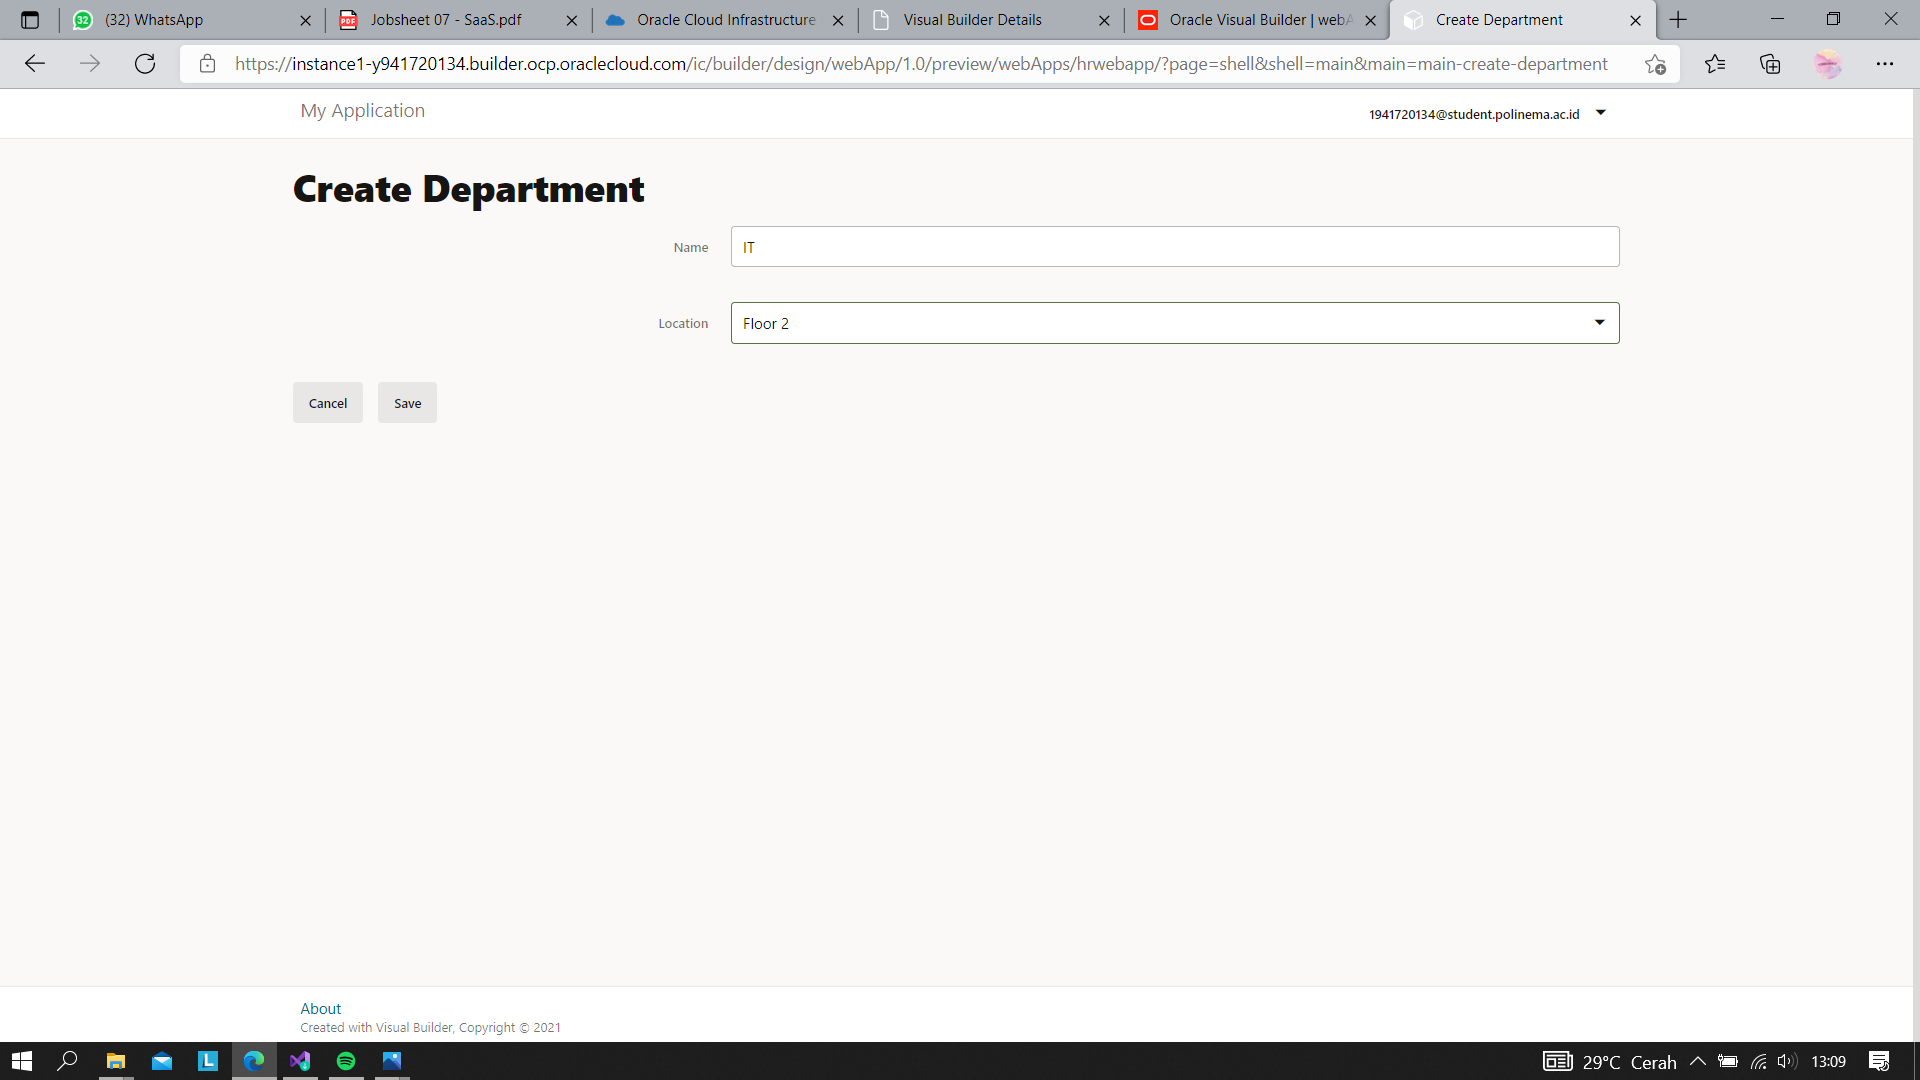 (32) WhatsApp
Jobsheet 07 - SaaS.pdf
Oracle Cloud Infrastructure
Visual Builder Details
Oracle Visual Builder | webA
Create Department
https://instance1-y941720134.builder.ocp.oraclecloud.com/ic/builder/design/webApp/1.0/preview/webApps/hrwebapp/?page=shell&shell=main&main=main-create-department
My Application
1941720134@student.polinema.ac.id
Create Department
Name
IT
Location
Floor 2
Cancel
Save
About
Created with Visual Builder, Copyright © 2021
29°C Cerah
13:09